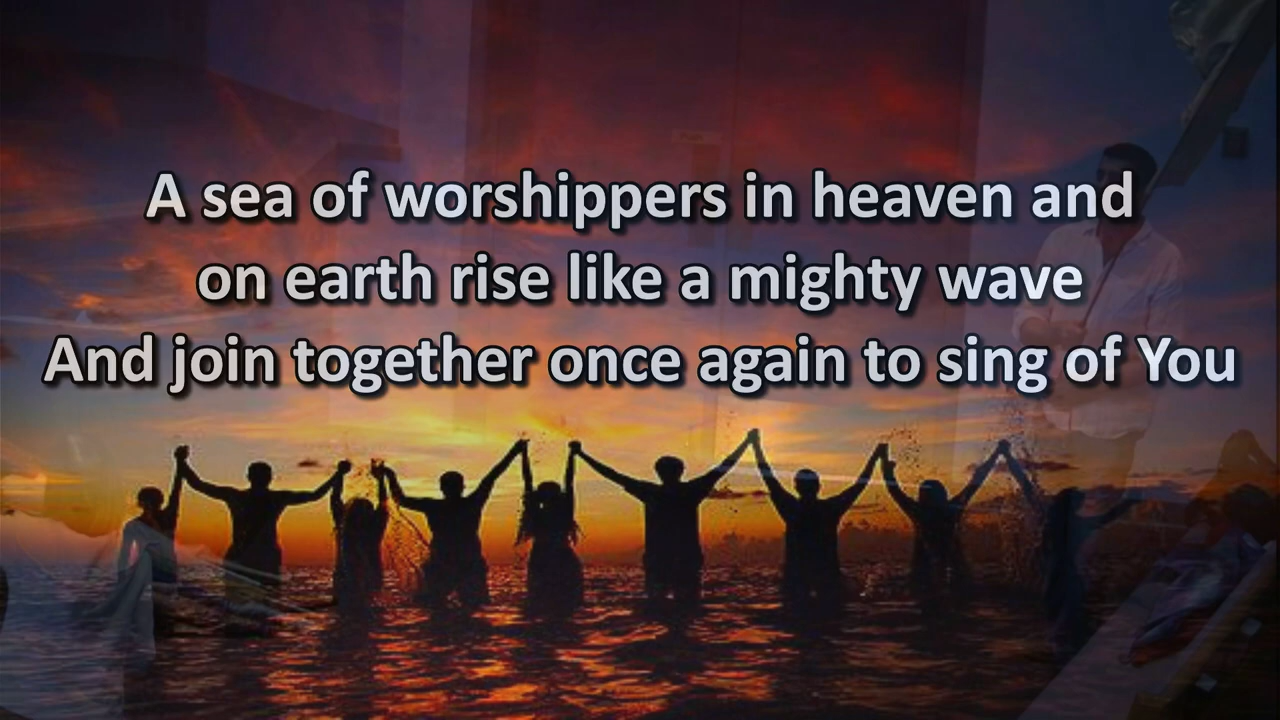 A sea of worshippers in heaven and
on earth rise like a mighty wave
And join together once again to sing of You